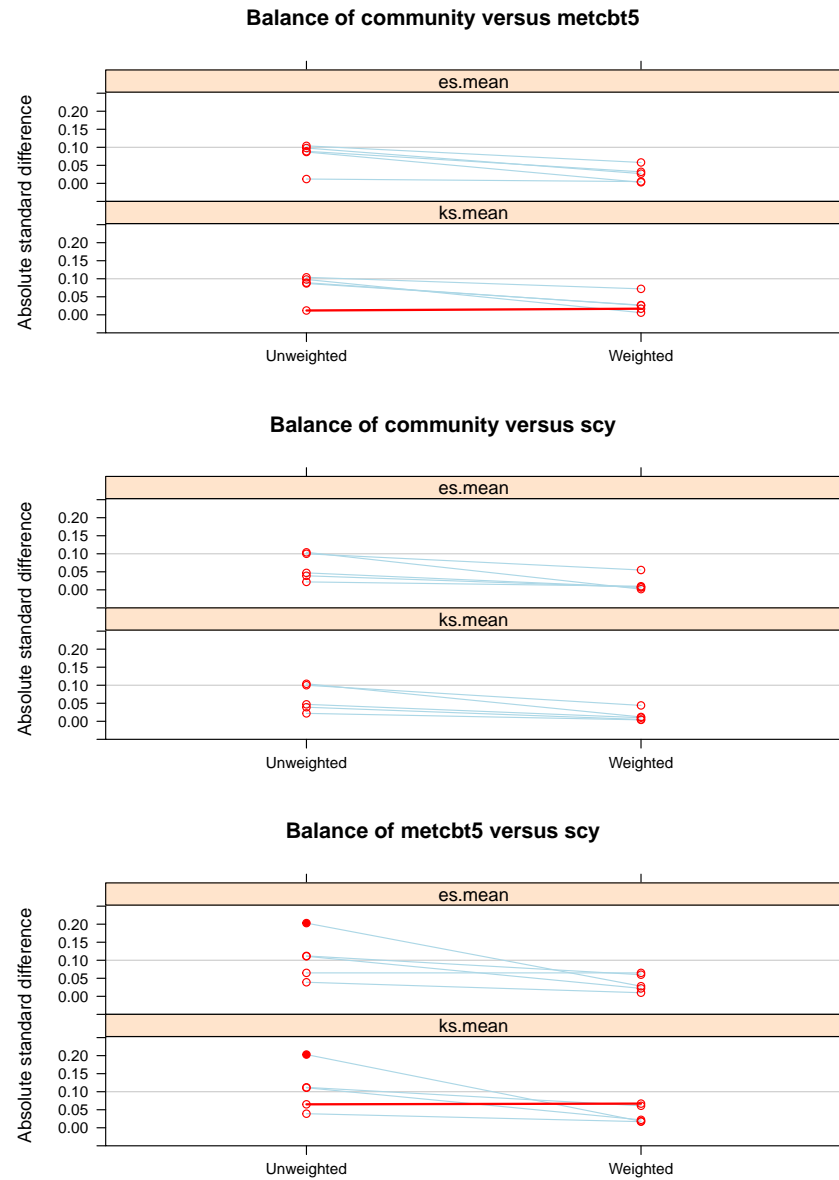 Balance of community versus metcbt5
es.mean
0.20
0.15
0.10
0.05
0.00
ks.mean
0.20
0.15
0.10
0.05
0.00
Absolute standard difference
Unweighted Weighted
Balance of community versus scy
es.mean
0.20
0.15
0.10
0.05
0.00
ks.mean
0.20
0.15
0.10
0.05
0.00
Absolute standard difference
Unweighted Weighted
Balance of metcbt5 versus scy
es.mean
0.20
0.15
0.10
0.05
0.00
ks.mean
0.20
0.15
0.10
0.05
0.00
Absolute standard difference
Unweighted Weighted